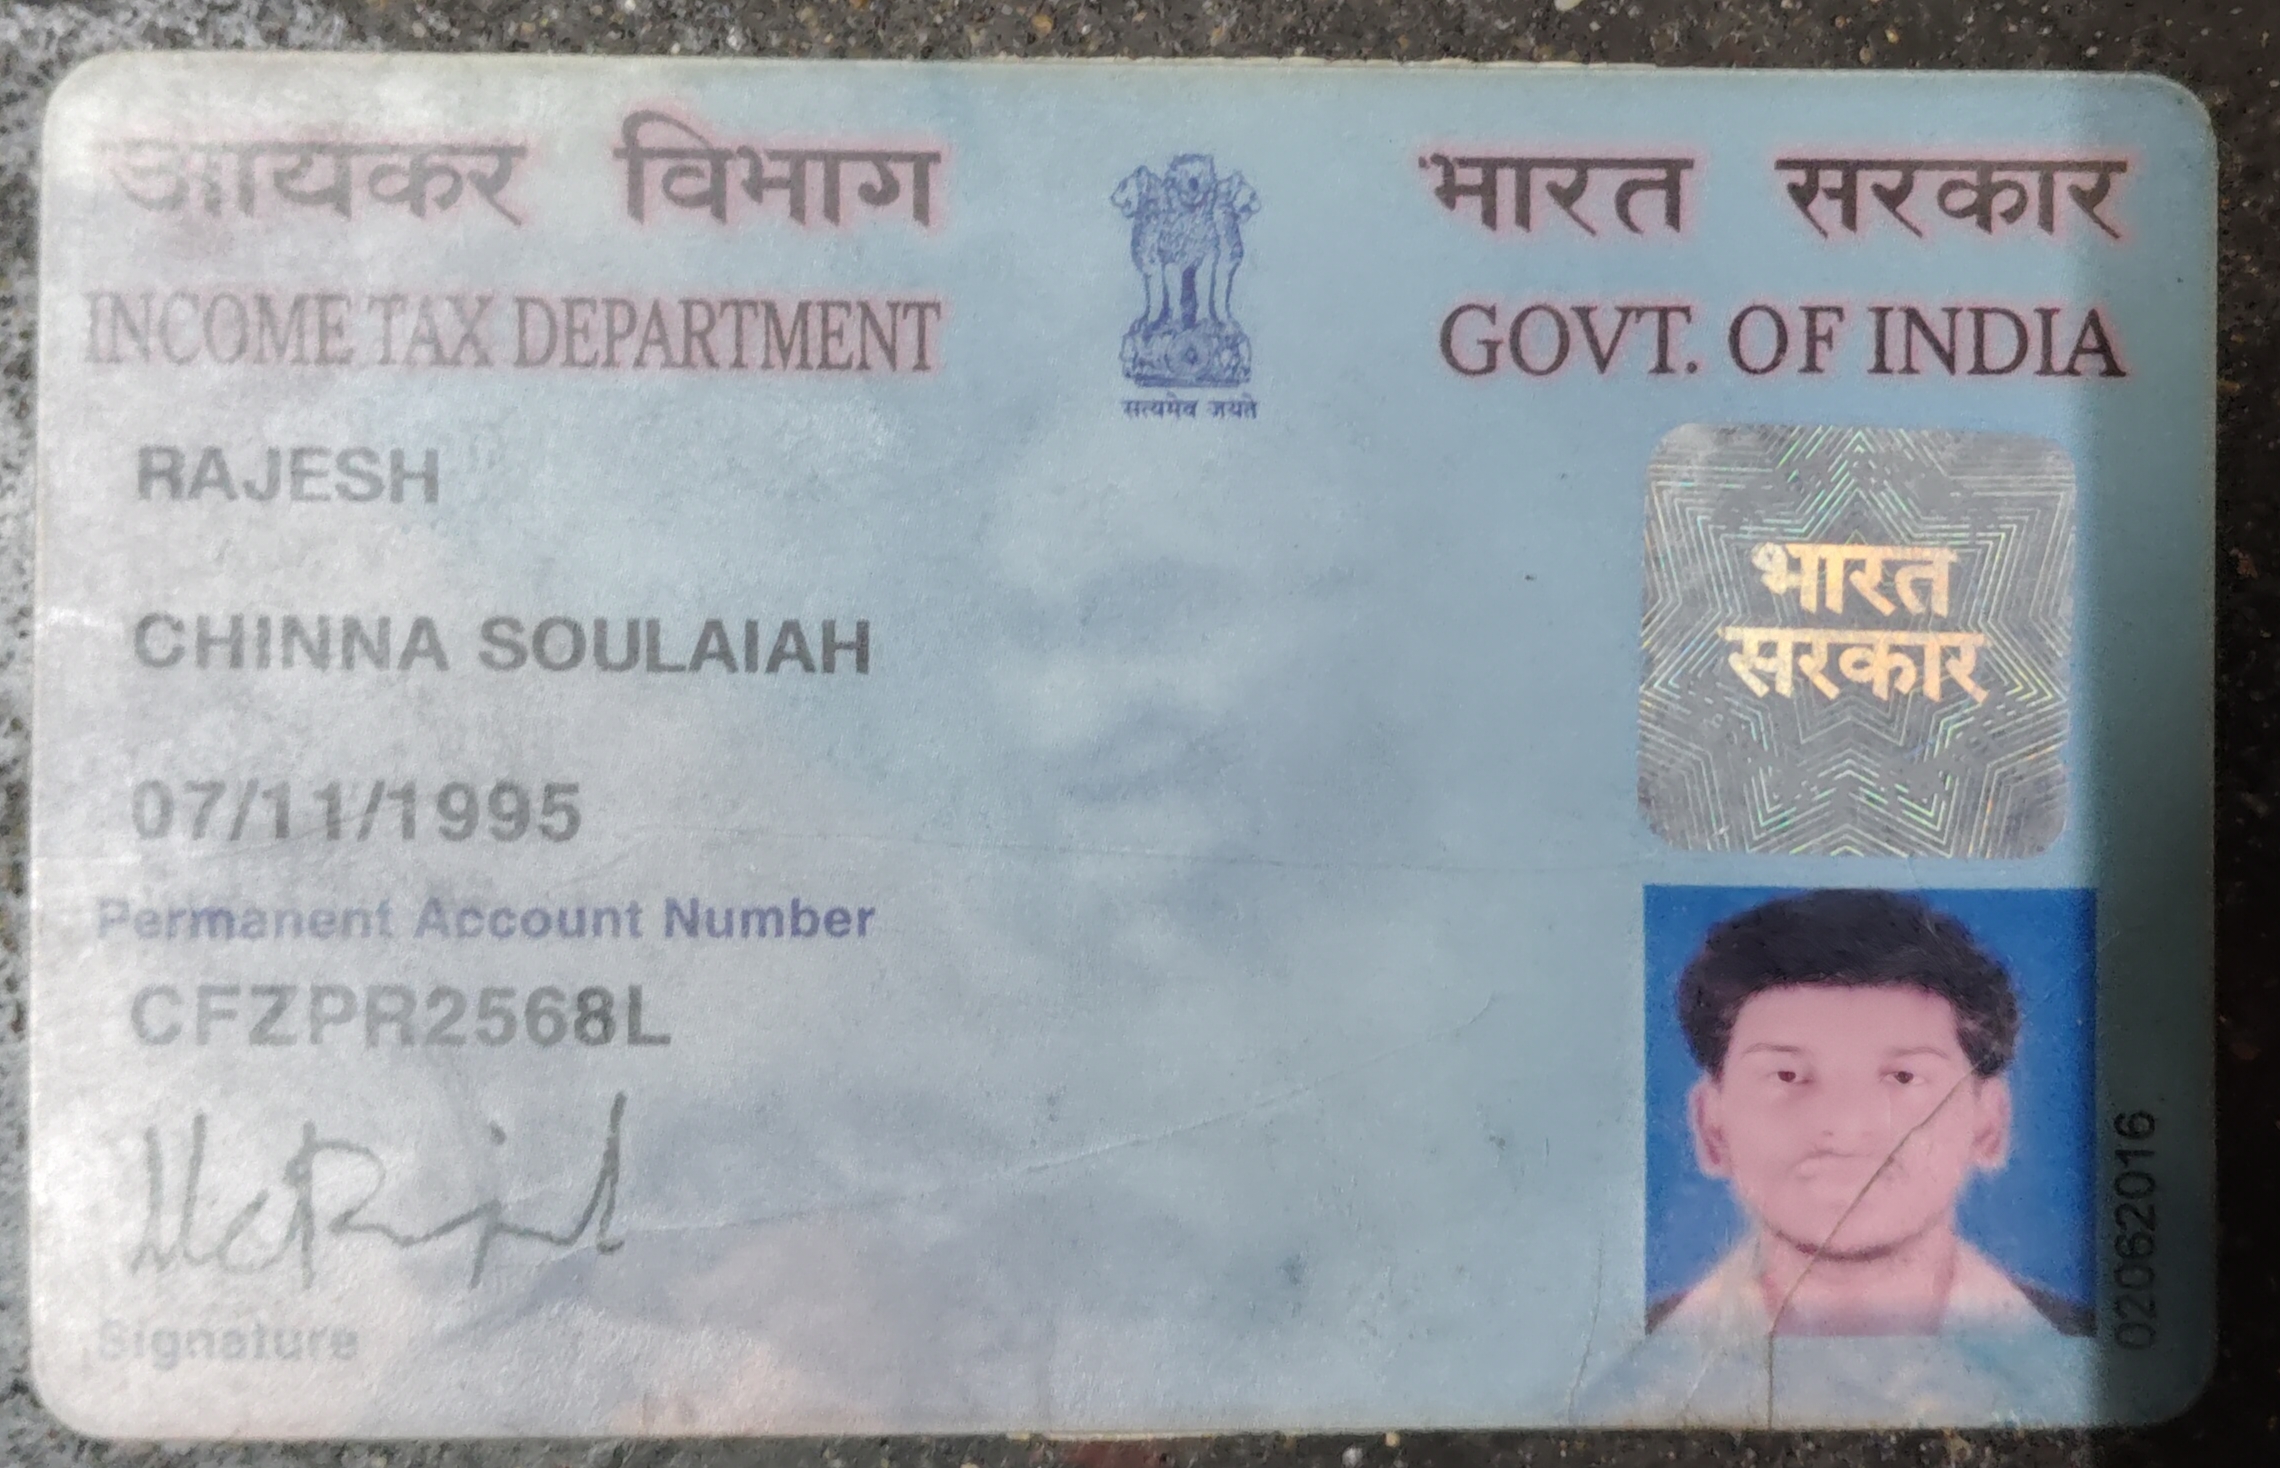 आयकर विभाग
INCOME TAX DEPARTMENT
सत्यमेव जयते
भारत सरकार
GOVT. OF INDIA
RAJESH
CHINNA SOULAIAH
07/11/1995
Permanent Account Number
CFZPR2568L
Signature
भारत
सरकार
02062016